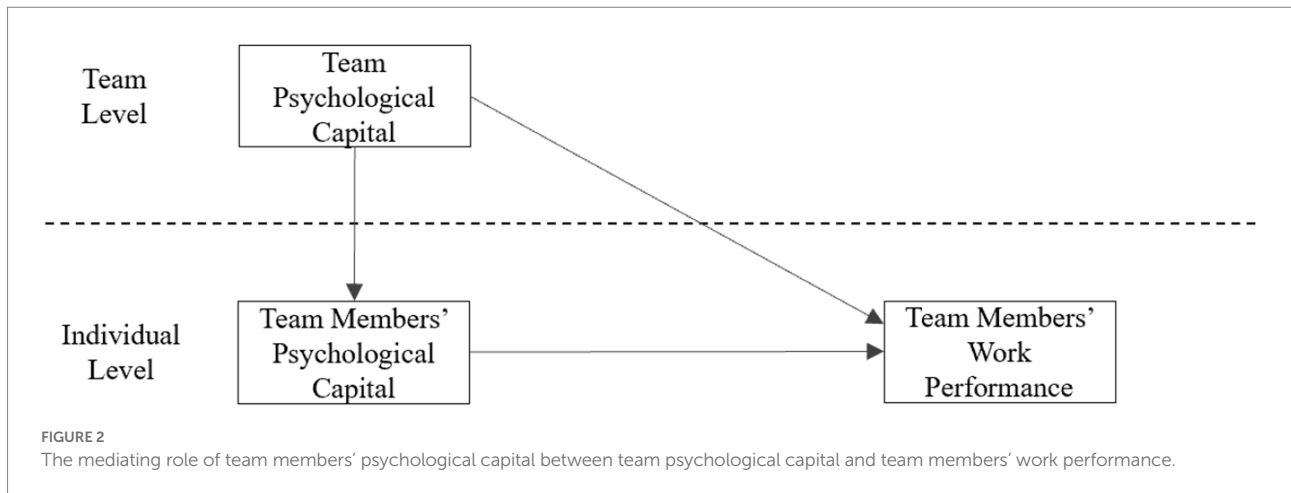 Team
Level
Team
Psychological
Capital
Individual
Level
Team Members’
Psychological
Capital
Team Members’
Work
Performance
FIGURE 2
The mediating role of team members’ psychological capital between team psychological capital and team members’ work performance.